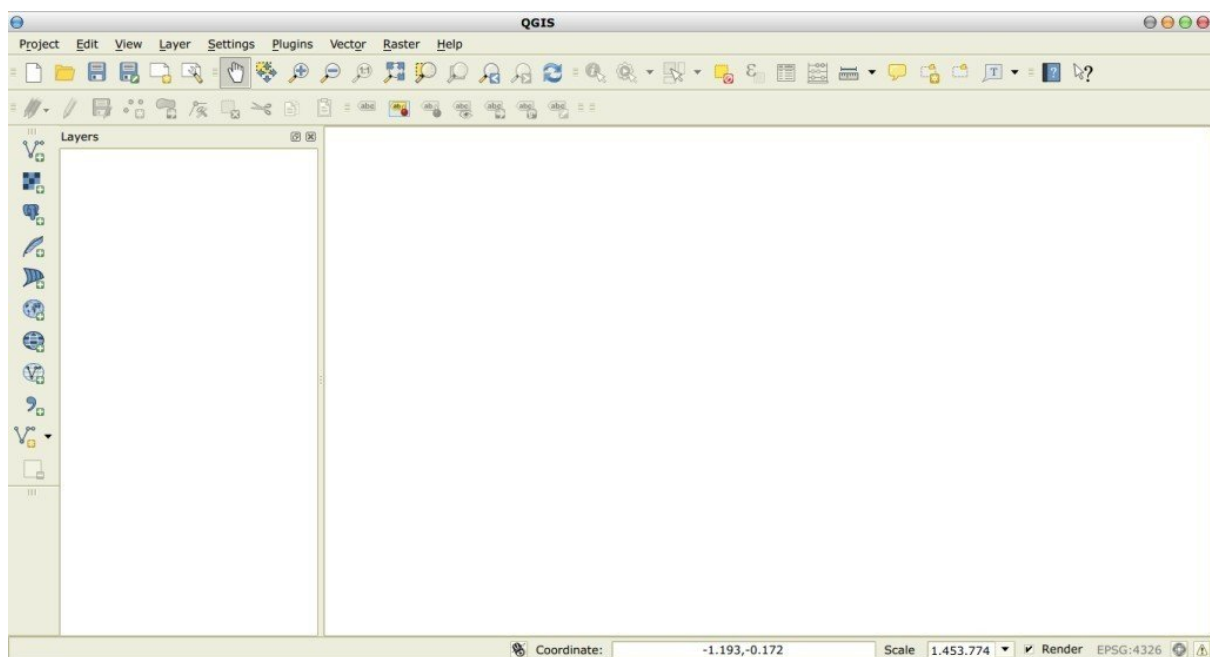 QGIS
Project Edit View Layer Settings Plugins Vector Raster Help
Layers
Coordinate: -1.193,-0.172 Scale 1.453.774 Render EPSG:4326